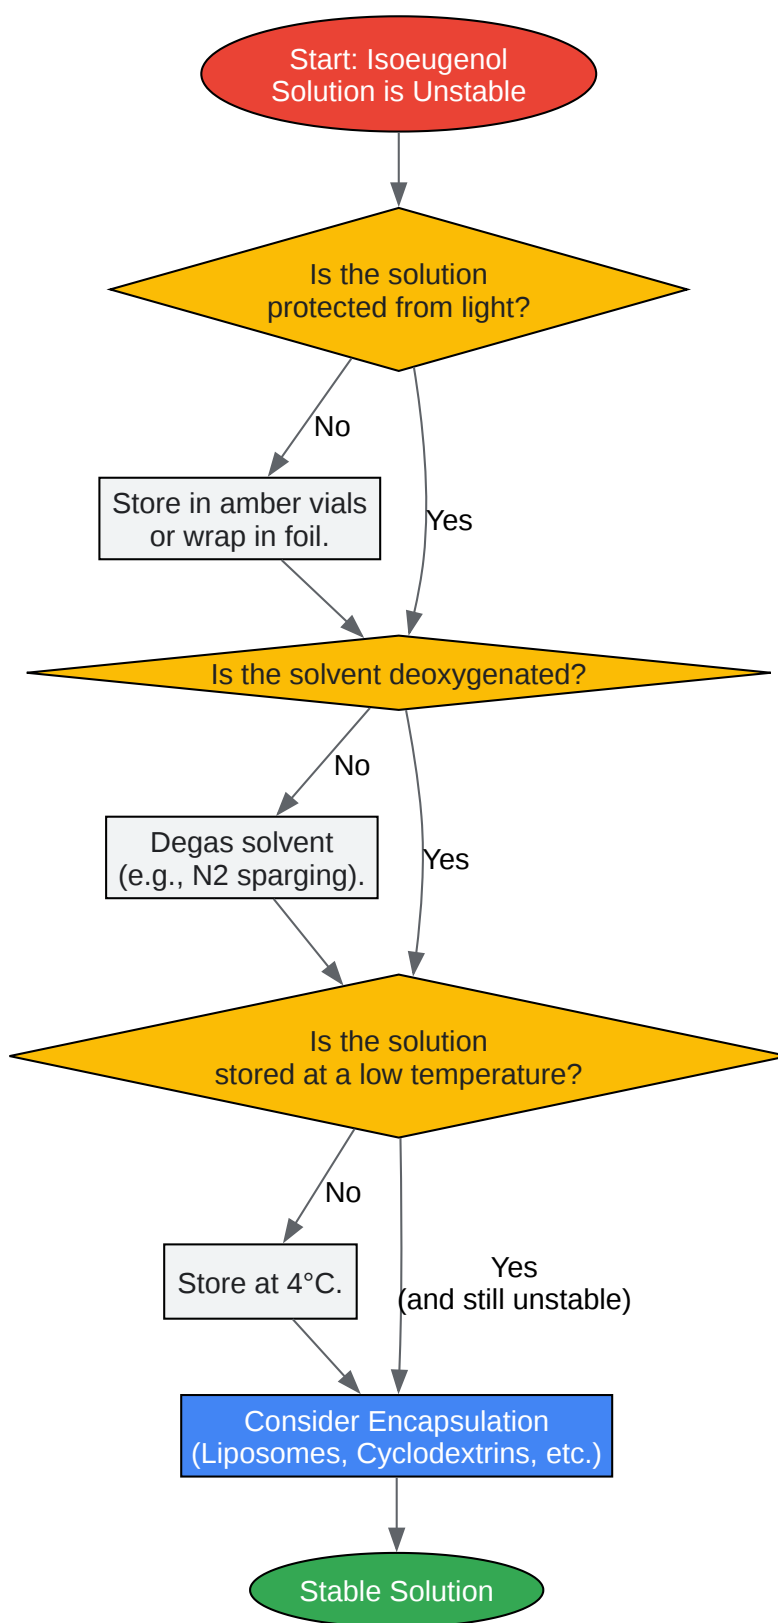 Start: Isoeugenol
Solution is Unstable
Is the solution
protected from light?
No
Store in amber vials
or wrap in foil.
Yes
Is the solvent deoxygenated?
No
Degas solvent
(e.g., N2 sparging).
Yes
Is the solution
stored at a low temperature?
No
Store at 4°C.
Yes
(and still unstable)
Consider Encapsulation
(Liposomes, Cyclodextrins, etc.)
Stable Solution